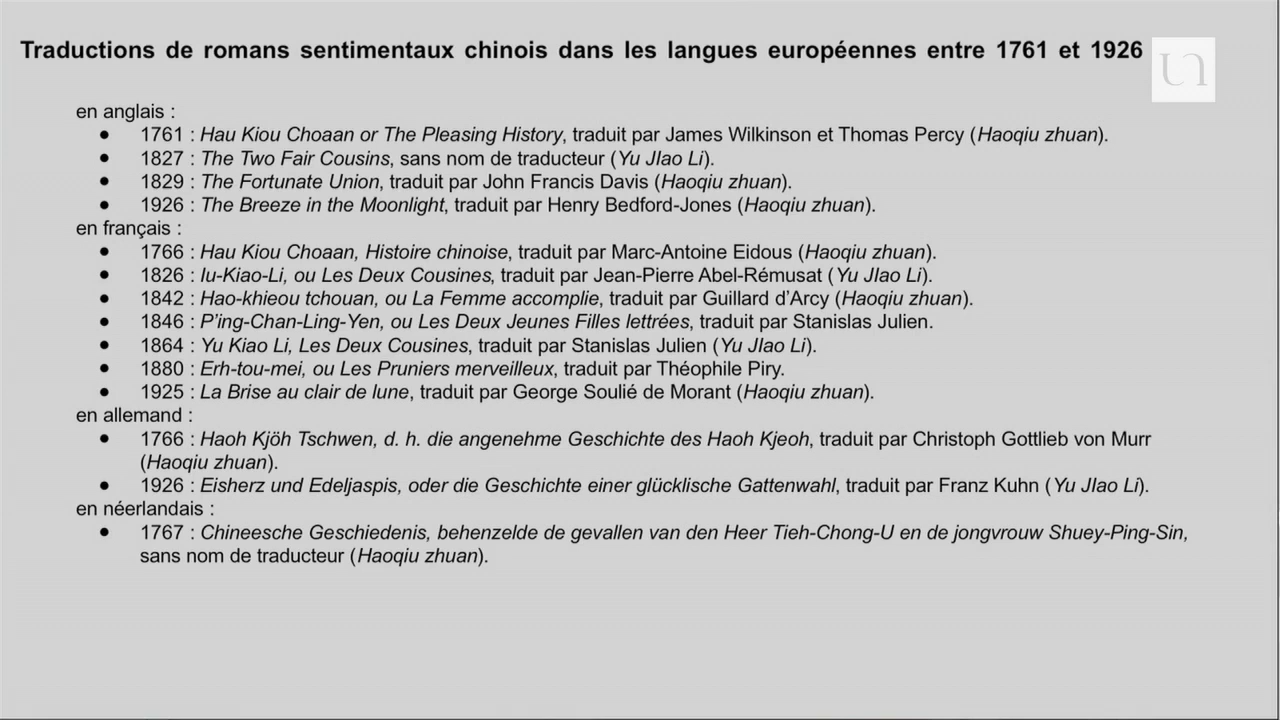 Traductions de romans sentimentaux chinois dans les langues européennes entre 1761 et 1926
en anglais :
● 1761 : Hau Kiou Choaan or The Pleasing History, traduit par James Wilkinson et Thomas Percy (Haoqiu zhuan).
● 1827 : The Two Fair Cousins, sans nom de traducteur (Yu JIao Li).
● 1829 : The Fortunate Union, traduit par John Francis Davis (Haoqiu zhuan).
● 1926 : The Breeze in the Moonlight, traduit par Henry Bedford-Jones (Haoqiu zhuan).
en français :
● 1766 : Hau Kiou Choaan, Histoire chinoise, traduit par Marc-Antoine Eidous (Haoqiu zhuan).
● 1826 : Iu-Kiao-Li, ou Les Deux Cousines, traduit par Jean-Pierre Abel-Rémusat (Yu JIao Li).
● 1842 : Hao-khieou tchouan, ou La Femme accomplie, traduit par Guillard d'Arcy (Haoqiu zhuan).
● 1846 : P'ing-Chan-Ling-Yen, ou Les Deux Jeunes Filles lettrées, traduit par Stanislas Julien.
● 1864 : Yu Kiao Li, Les Deux Cousines, traduit par Stanislas Julien (Yu JIao Li).
● 1880 : Erh-tou-mei, ou Les Pruniers merveilleux, traduit par Théophile Piry.
● 1925 : La Brise au clair de lune, traduit par George Soulié de Morant (Haoqiu zhuan).
en allemand :
● 1766 : Haoh Kjöh Tschwen, d. h. die angenehme Geschichte des Haoh Kjeoh, traduit par Christoph Gottlieb von Murr
(Haoqiu zhuan).
● 1926 : Eisherz und Edeljaspis, oder die Geschichte einer glücklische Gattenwahl, traduit par Franz Kuhn (Yu JIao Li).
en néerlandais :
● 1767 : Chineesche Geschiedenis, behenzelde de gevallen van den Heer Tieh-Chong-U en de jongvrouw Shuey-Ping-Sin,
sans nom de traducteur (Haoqiu zhuan).